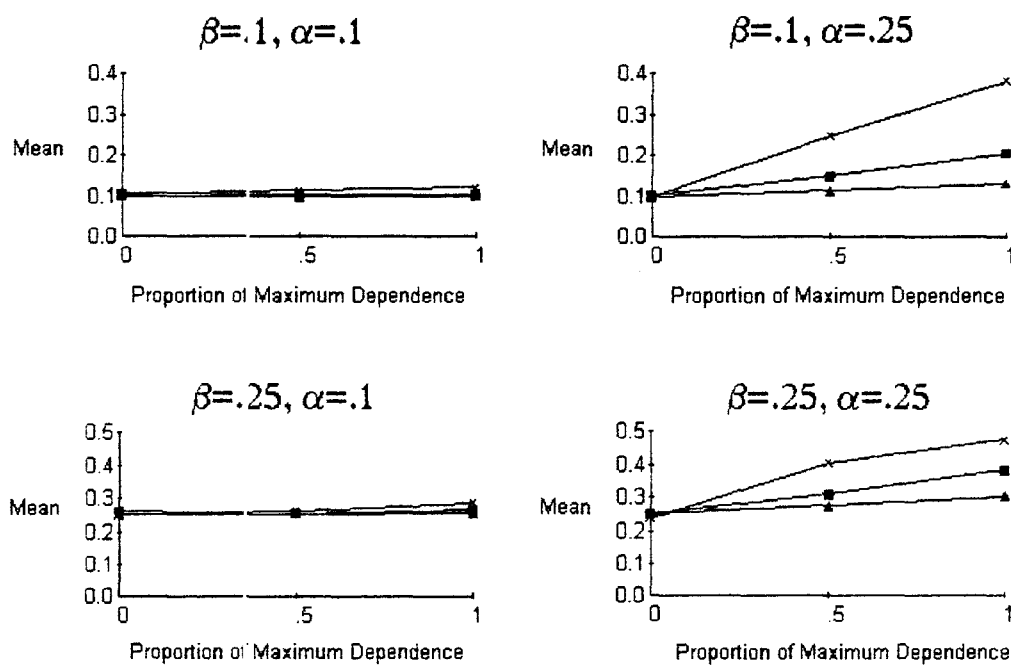 β=.1, α=.1
0.4
0.3
Mean
0.2
0.1
0.0
0 .5 1
Proportion of Maximum Dependence
β=.1, α=.25
0.4
0.3
Mean
0.2
0.1
0.0
0 .5 1
Proportion of Maximum Dependence
β=.25, α=.1
0.5
0.4
0.3
Mean
0.2
0.1
0.0
0 .5 1
Proportion of Maximum Dependence
β=.25, α=.25
0.5
0.4
0.3
Mean
0.2
0.1
0.0
0 .5 1
Proportion of Maximum Dependence